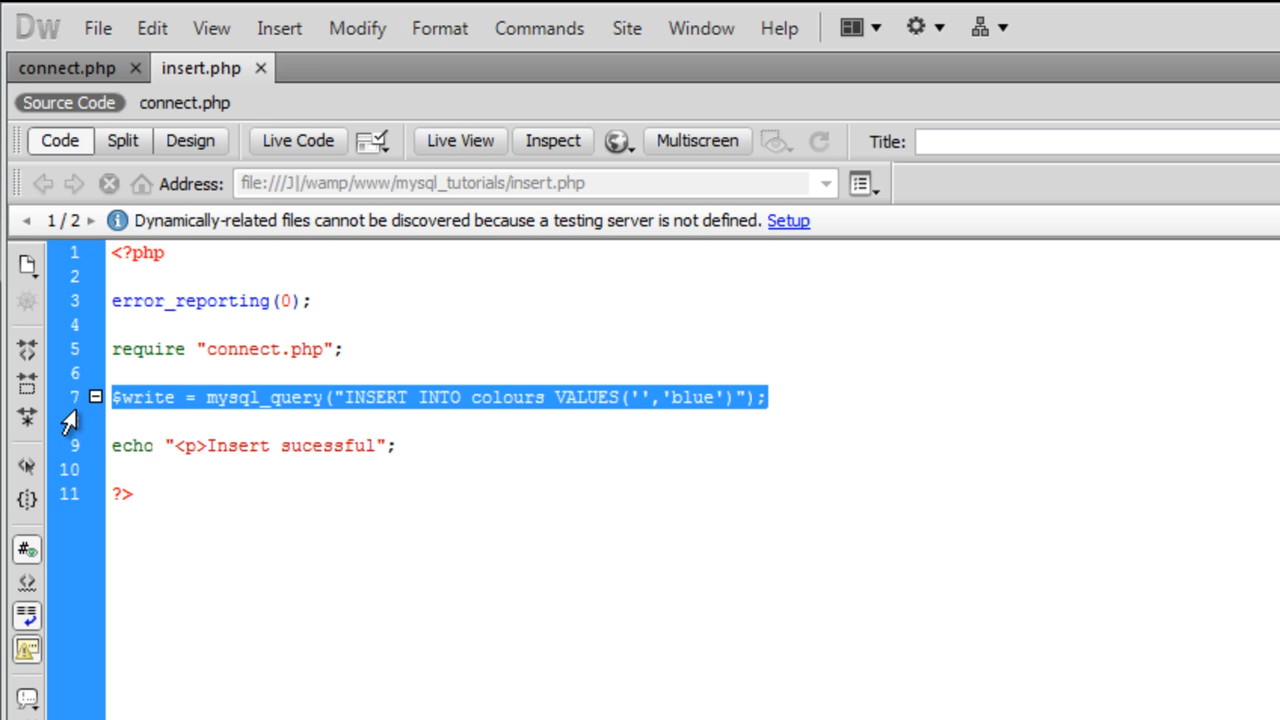 Dw File Edit View Insert Modify Format Commands Site Window Help
connect.php insert.php
Source Code connect.php
Code Split Design Live Code Live View Inspect Multiscreen Title:
Address: file:///J|/wamp/www/mysql_tutorials/insert.php
1 / 2 Dynamically-related files cannot be discovered because a testing server is not defined. Setup
1 <?php
2
3 error_reporting(0);
4
5 require "connect.php";
6
7 $write = mysql_query("INSERT INTO colours VALUES('','blue')");
9 echo "<p>Insert sucessful";
10
11 ?>